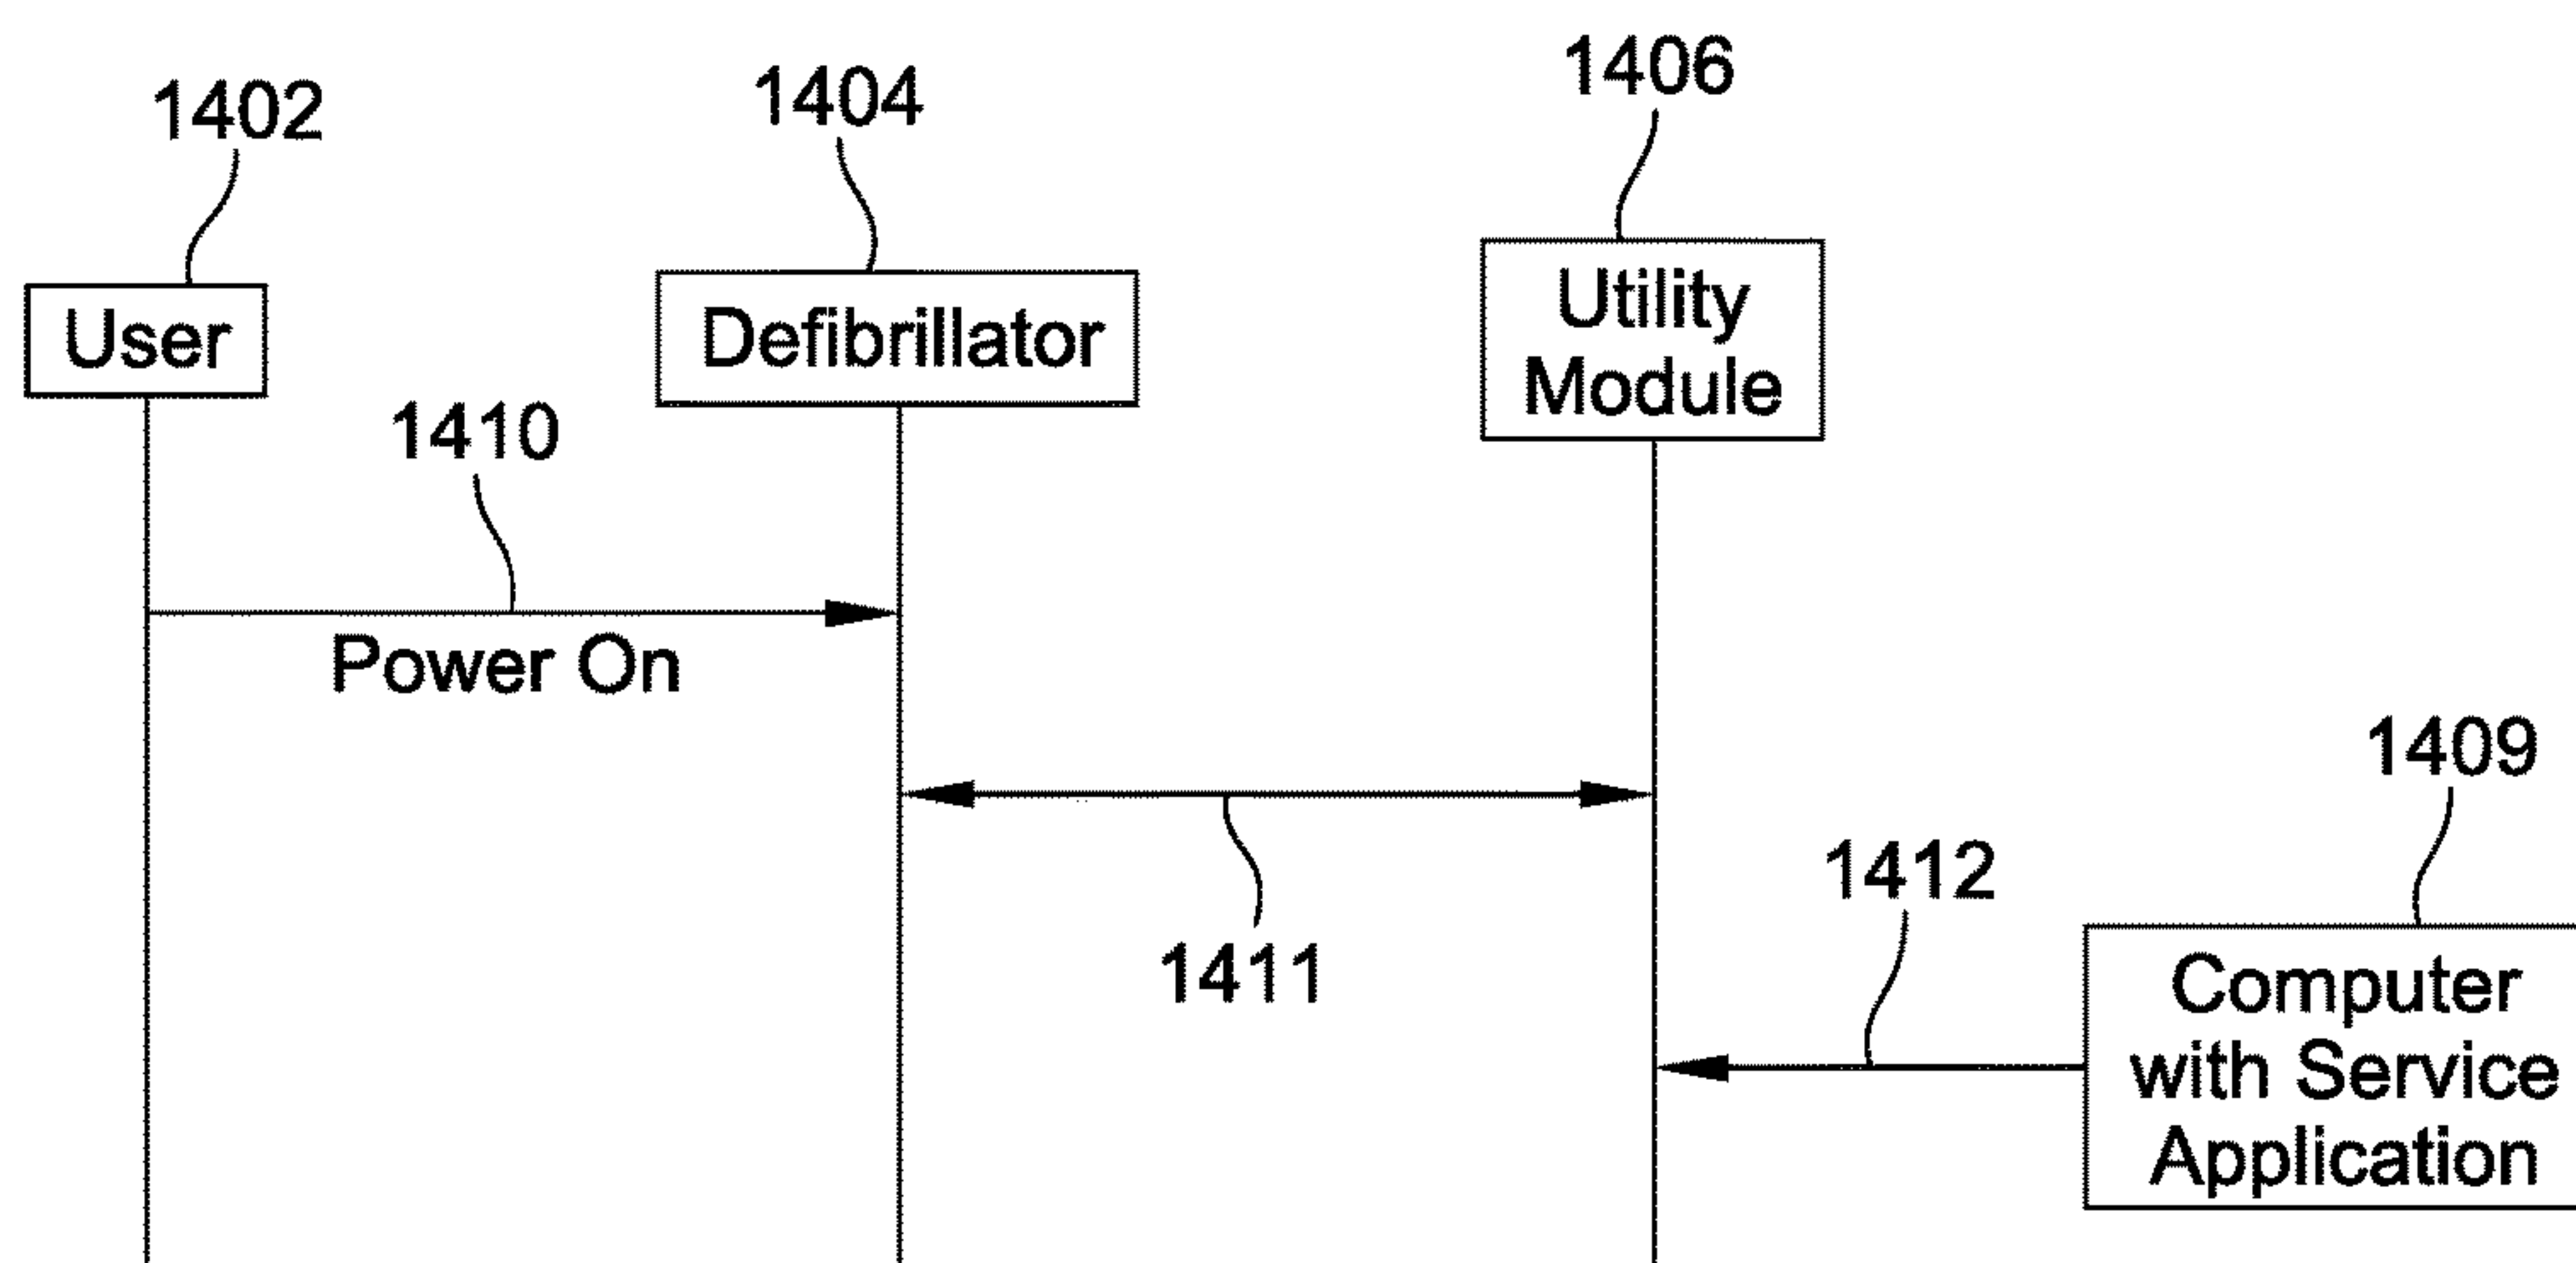 1406
1404
1402
Utility
Module
User
Defibrillator
1410
Power On
1409
1412
1411
Computer
with Service
Application